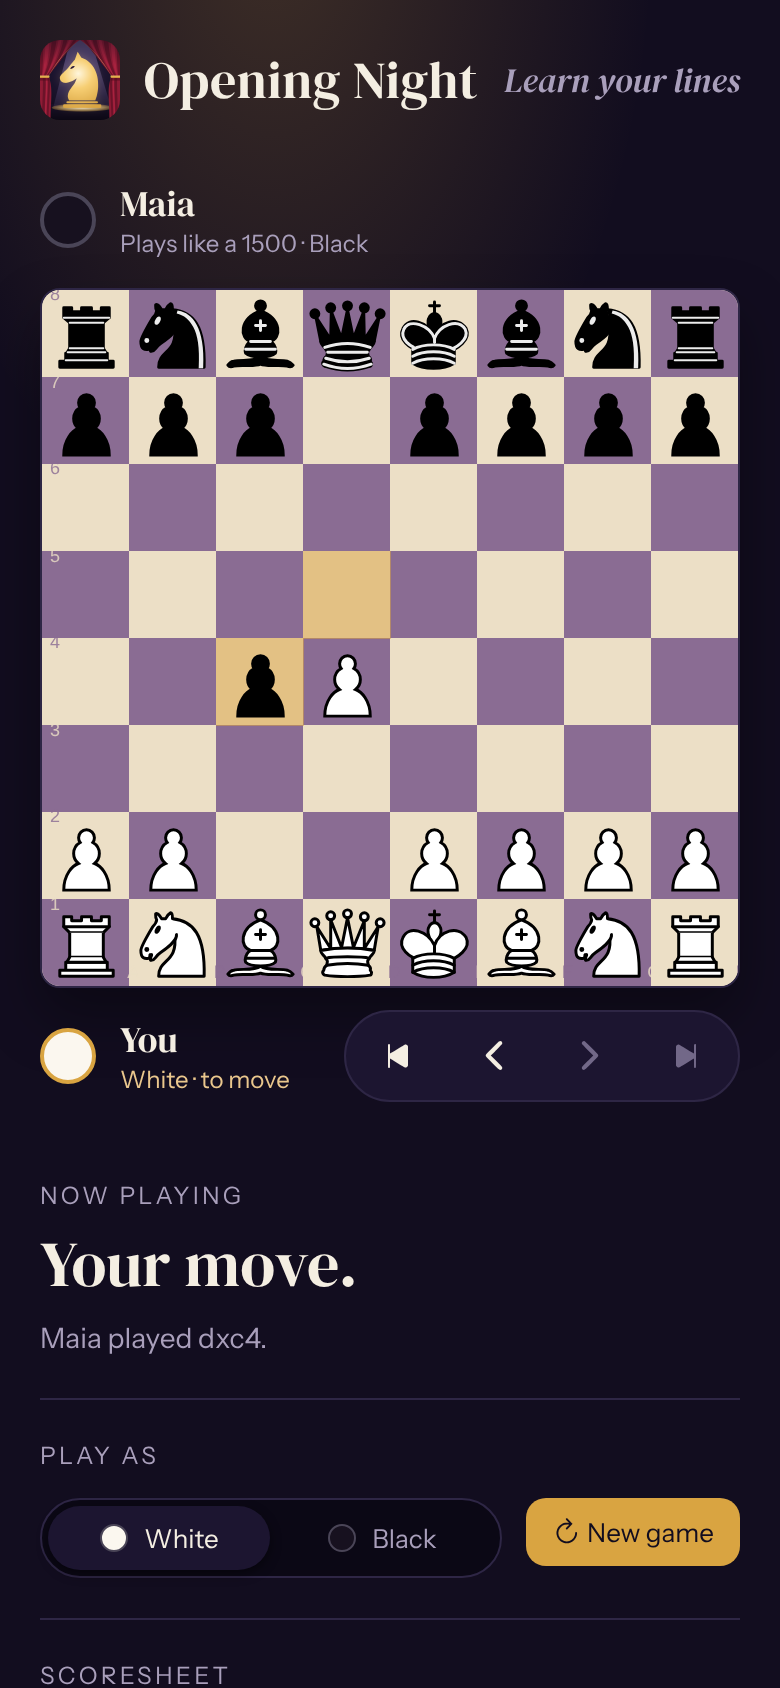 Opening Night
Learn your lines
Maia
Plays like a 1500 · Black
8
7
6
5
4
3
2
1
You
White · to move
NOW PLAYING
Your move.
Maia played dxc4.
PLAY AS
White
Black
New game
SCORESHEET